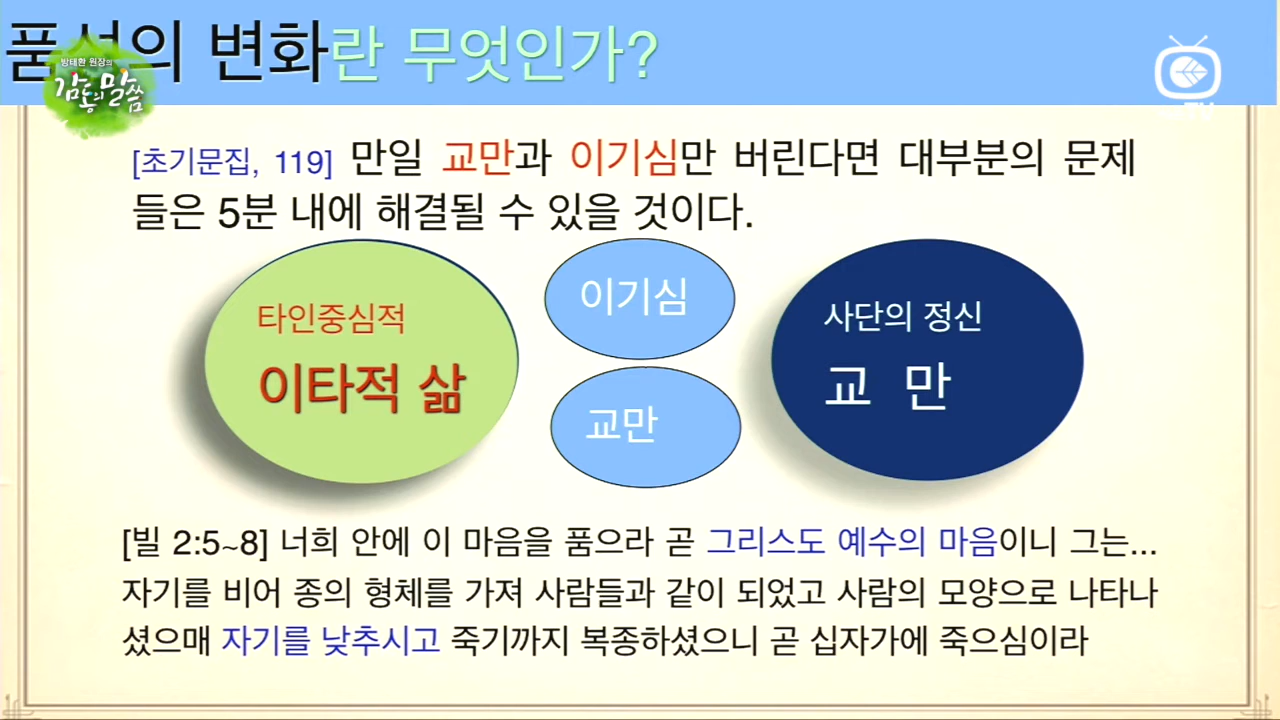 품성의 변화란 무엇인가?
방태환 원장의
감동의 말씀
[초기문집, 119] 만일 교만과 이기심만 버린다면 대부분의 문제
들은 5분 내에 해결될 수 있을 것이다.
타인중심적
이타적 삶
이기심
교만
사단의 정신
교 만
[빌 2:5~8] 너희 안에 이 마음을 품으라 곧 그리스도 예수의 마음이니 그는...
자기를 비어 종의 형체를 가져 사람들과 같이 되었고 사람의 모양으로 나타나
셨으매 자기를 낮추시고 죽기까지 복종하셨으니 곧 십자가에 죽으심이라